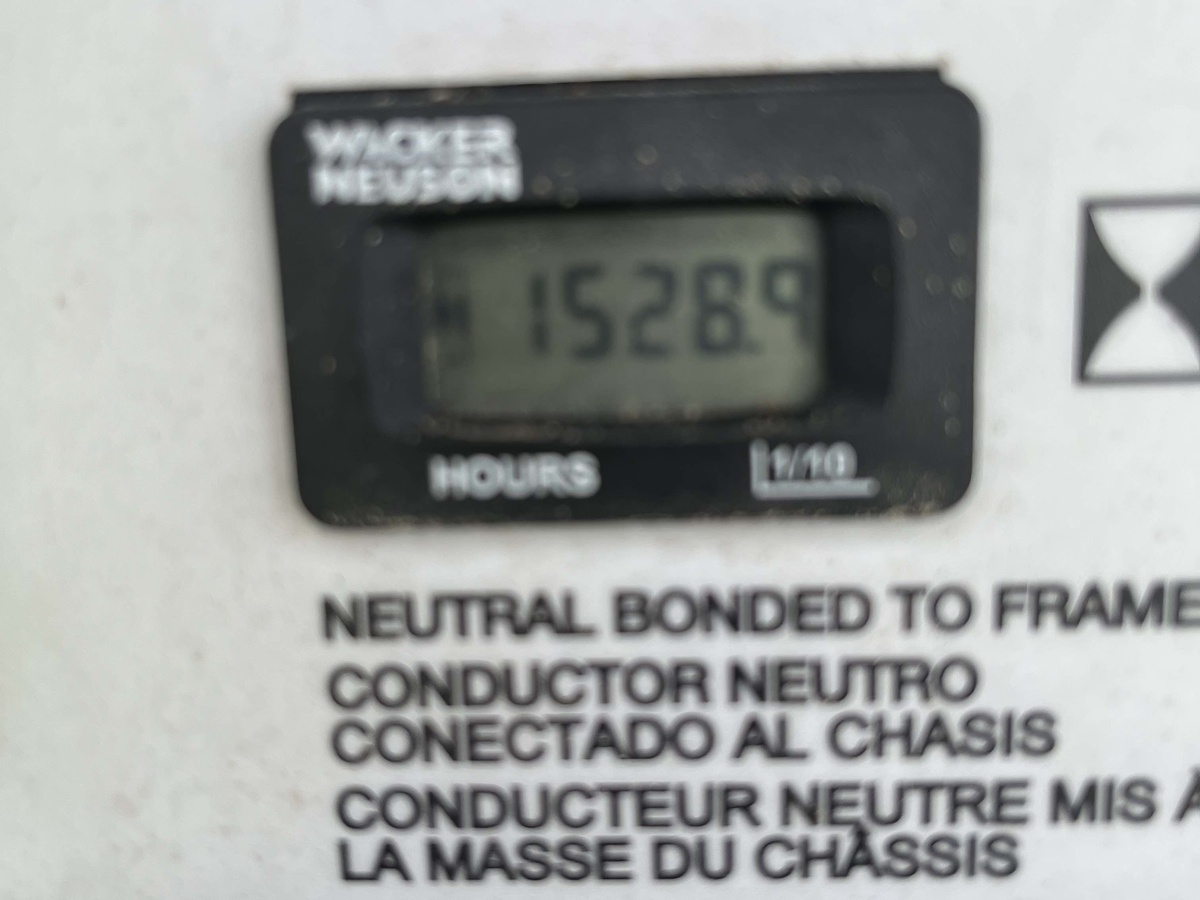 WACKER
NEUSON
1528.9
HOURS
1/10
NEUTRAL BONDED TO FRAME
CONDUCTOR NEUTRO
CONECTADO AL CHASIS
CONDUCTEUR NEUTRE MIS À
LA MASSE DU CHÂSSIS